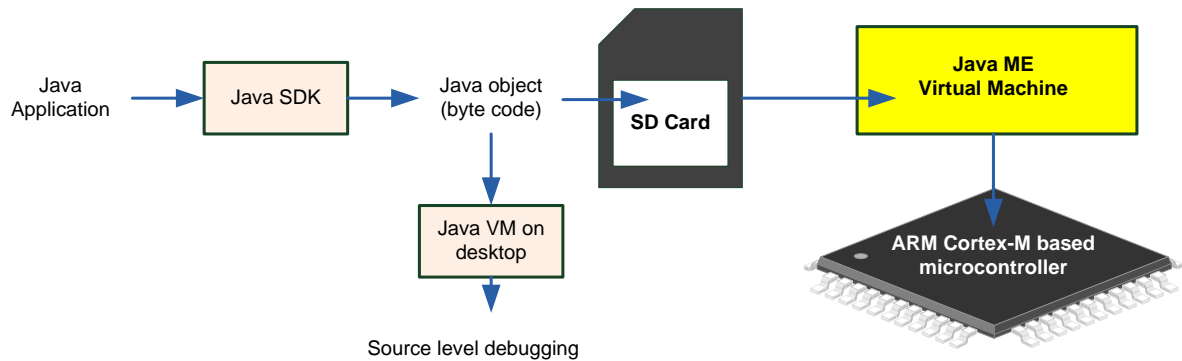 Java
Application
Java SDK
Java object
(byte code)
SD Card
Java ME
Virtual Machine
Java VM on
desktop
ARM Cortex-M based
microcontroller
Source level debugging